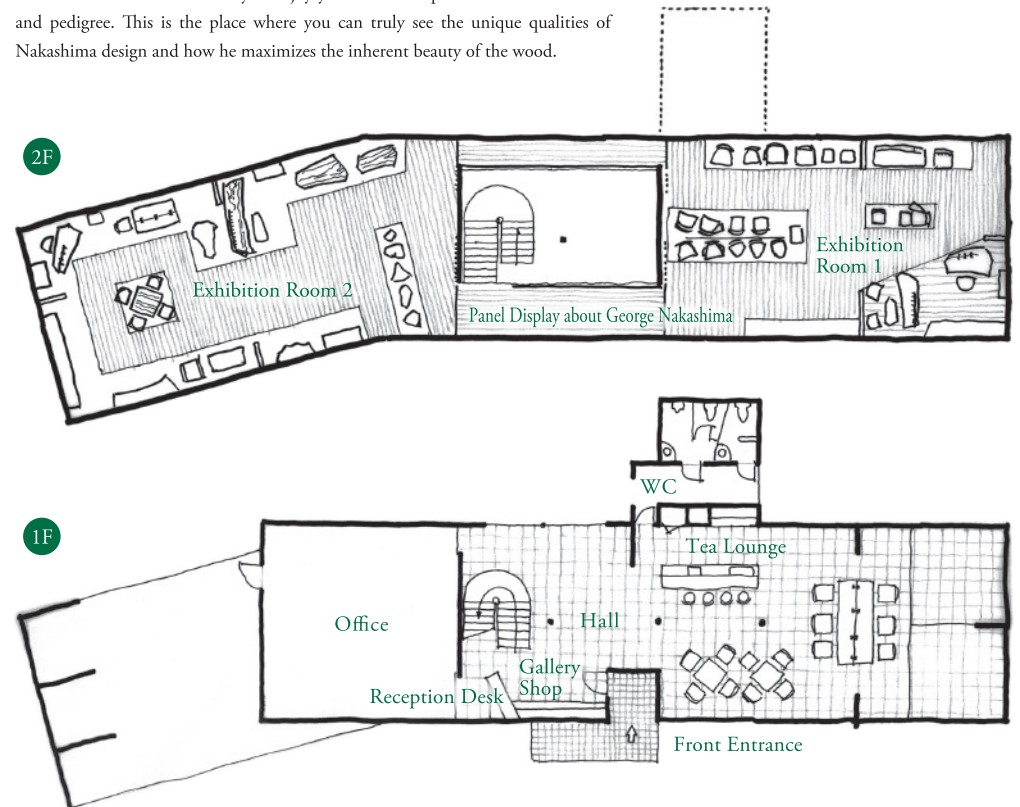 and pedigree. This is the place where you can truly see the unique qualities of
Nakashima design and how he maximizes the inherent beauty of the wood.
2F
Exhibition Room 2
Panel Display about George Nakashima
Exhibition
Room 1
1F
WC
Tea Lounge
Office
Hall
Gallery
Shop
Reception Desk
Front Entrance